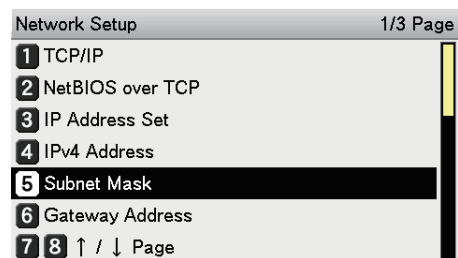 Network Setup 1/3 Page
1 TCP/IP
2 NetBIOS over TCP
3 IP Address Set
4 IPv4 Address
5 Subnet Mask
6 Gateway Address
7 8 ↑ / ↓ Page